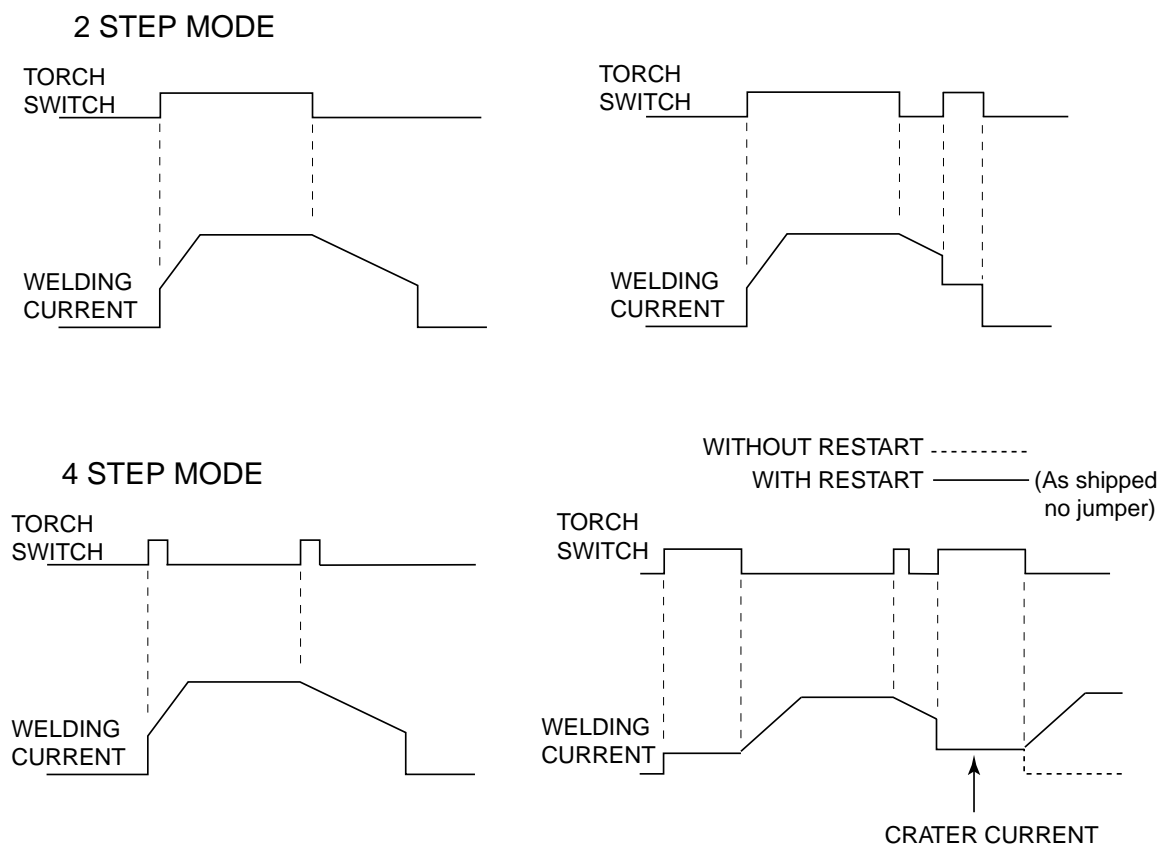 2 STEP MODE
TORCH
SWITCH
WELDING
CURRENT
TORCH
SWITCH
WELDING
CURRENT
4 STEP MODE
TORCH
SWITCH
WELDING
CURRENT
WITHOUT RESTART
WITH RESTART
(As shipped
no jumper)
TORCH
SWITCH
WELDING
CURRENT
CRATER CURRENT